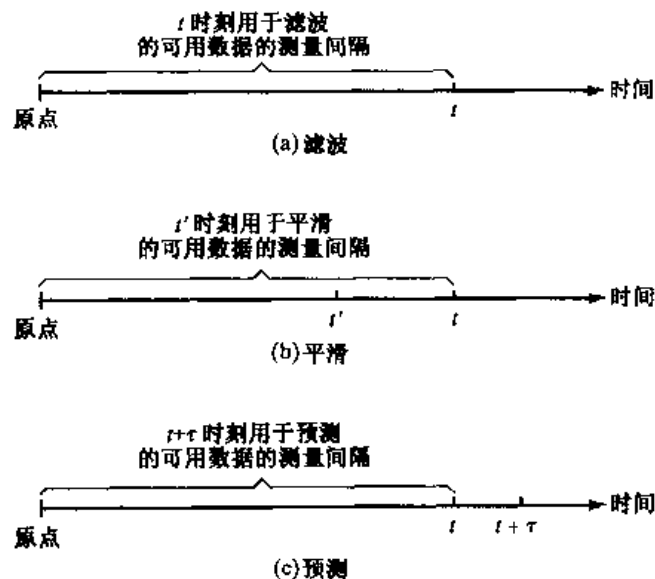 t 时刻用于滤波
的可用数据的测量间隔
时间
原点
t
(a)滤波
t′ 时刻用于平滑
的可用数据的测量间隔
时间
原点
t′
t
(b)平滑
t+τ 时刻用于预测
的可用数据的测量间隔
时间
原点
t
t + τ
(c)预测